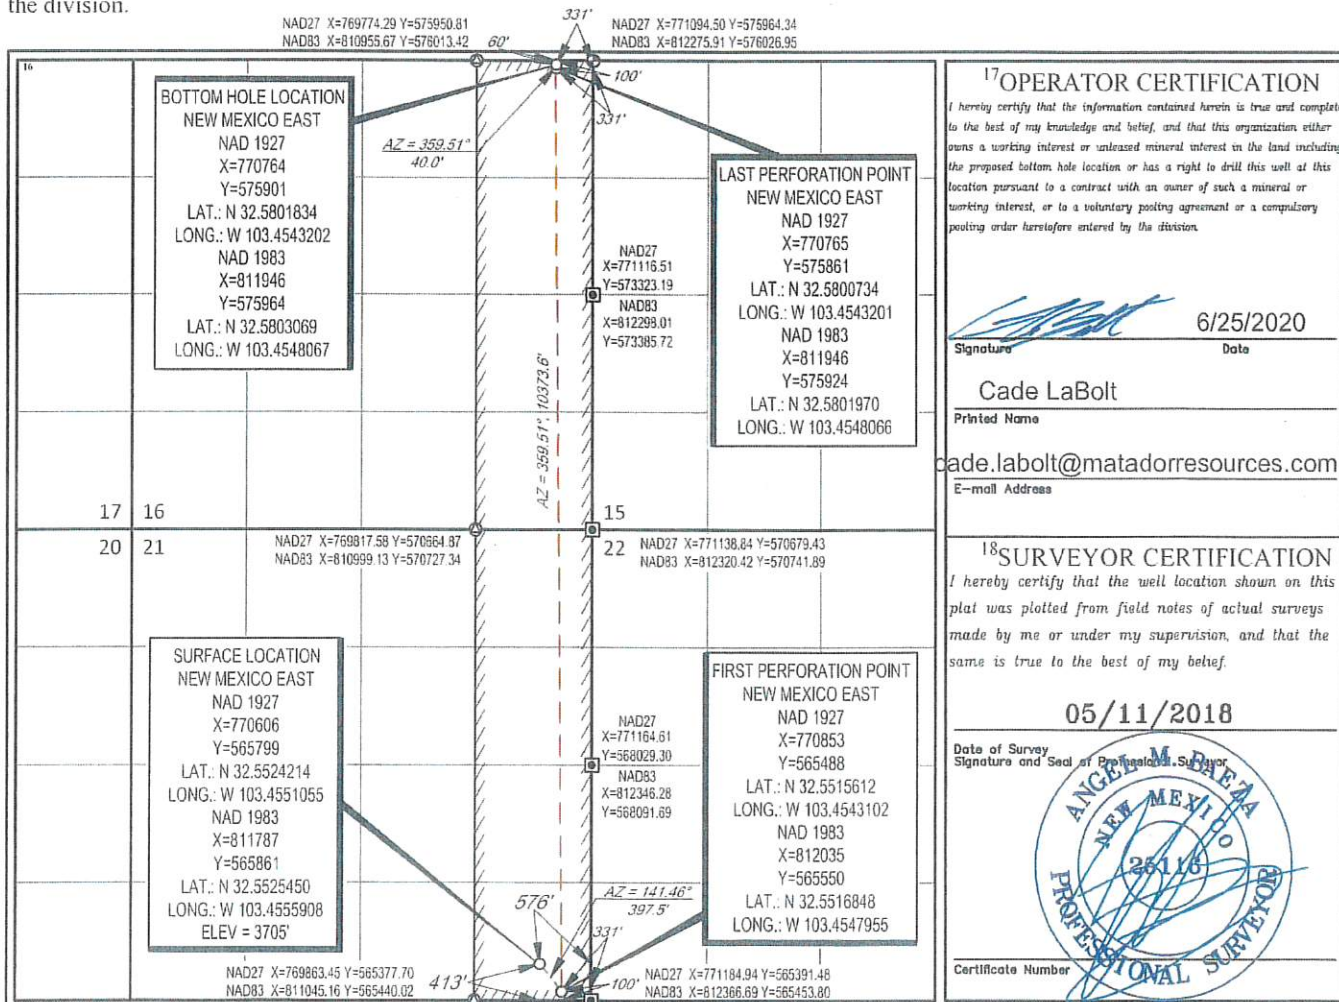 the division.
NAD27 X=769774.29 Y=575950.81
NAD83 X=810955.67 Y=576013.42
60'
331'
NAD27 X=771094.50 Y=575964.34
NAD83 X=812275.91 Y=576026.95
16
100'
331'
AZ = 359.51°
40.0'
BOTTOM HOLE LOCATION
NEW MEXICO EAST
NAD 1927
X=770764
Y=575901
LAT.: N 32.5801834
LONG.: W 103.4543202
NAD 1983
X=811946
Y=575964
LAT.: N 32.5803069
LONG.: W 103.4548067
LAST PERFORATION POINT
NEW MEXICO EAST
NAD 1927
X=770765
Y=575861
LAT.: N 32.5800734
LONG.: W 103.4543201
NAD 1983
X=811946
Y=575924
LAT.: N 32.5801970
LONG.: W 103.4548066
NAD27
X=771116.51
Y=573323.19
NAD83
X=812298.01
Y=573385.72
AZ = 359.51°, 10373.6'
17 16
20 21
15
22
NAD27 X=769817.58 Y=570664.87
NAD83 X=810999.13 Y=570727.34
NAD27 X=771138.84 Y=570679.43
NAD83 X=812320.42 Y=570741.89
SURFACE LOCATION
NEW MEXICO EAST
NAD 1927
X=770606
Y=565799
LAT.: N 32.5524214
LONG.: W 103.4551055
NAD 1983
X=811787
Y=565861
LAT.: N 32.5525450
LONG.: W 103.4555908
ELEV = 3705'
NAD27
X=771164.61
Y=568029.30
NAD83
X=812346.28
Y=568091.69
FIRST PERFORATION POINT
NEW MEXICO EAST
NAD 1927
X=770853
Y=565488
LAT.: N 32.5515612
LONG.: W 103.4543102
NAD 1983
X=812035
Y=565550
LAT.: N 32.5516848
LONG.: W 103.4547955
AZ = 141.46°
397.5'
576'
331'
413'
100'
NAD27 X=769863.45 Y=565377.70
NAD83 X=811045.16 Y=565440.02
NAD27 X=771184.94 Y=565391.48
NAD83 X=812366.69 Y=565453.80
17 OPERATOR CERTIFICATION
I hereby certify that the information contained herein is true and complete
to the best of my knowledge and belief, and that this organization either
owns a working interest or unleased mineral interest in the land including
the proposed bottom hole location or has a right to drill this well at this
location pursuant to a contract with an owner of such a mineral or
working interest, or to a voluntary pooling agreement or a compulsory
pooling order heretofore entered by the division.
6/25/2020
Signature Date
Cade LaBolt
Printed Name
cade.labolt@matadorresources.com
E-mail Address
18 SURVEYOR CERTIFICATION
I hereby certify that the well location shown on this
plat was plotted from field notes of actual surveys
made by me or under my supervision, and that the
same is true to the best of my belief.
05/11/2018
Date of Survey
Signature and Seal of Professional Surveyor
ANGEL M. BAEZA
NEW MEXICO
25116
PROFESSIONAL SURVEYOR
Certificate Number